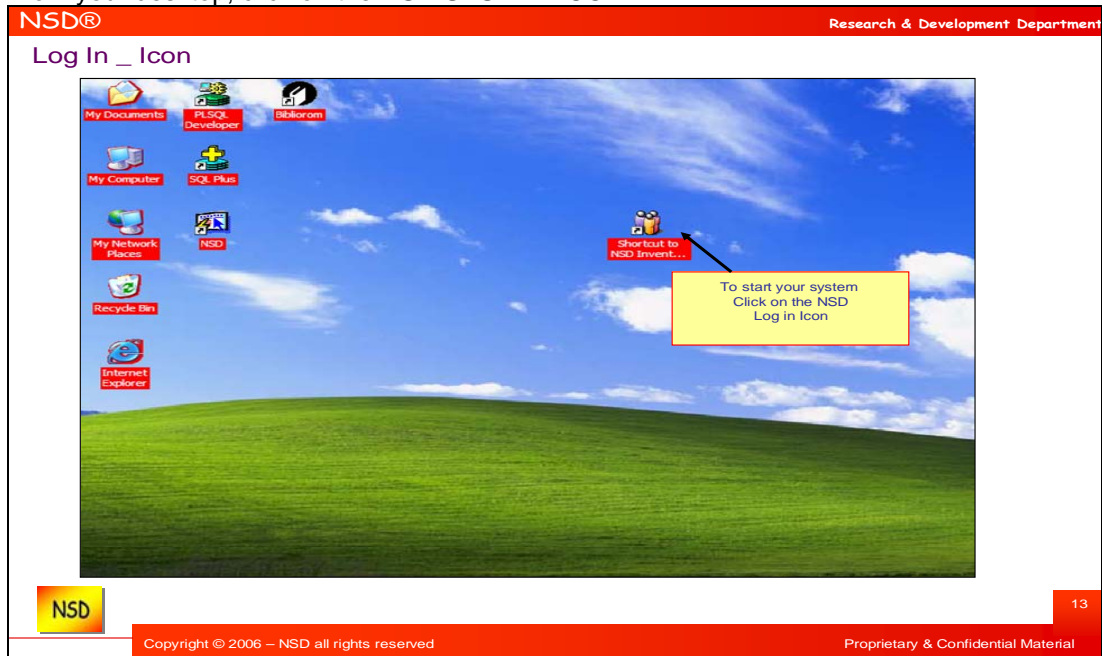 NSD®
Research & Development Department
Log In _ Icon
My Documents
PLSQL
Developer
Bibliorom
My Computer
SQL Plus
My Network
Places
NSD
Shortcut to
NSD Invent...
Recycle Bin
To start your system
Click on the NSD
Log in Icon
Internet
Explorer
NSD
13
Copyright © 2006 – NSD all rights reserved
Proprietary & Confidential Material